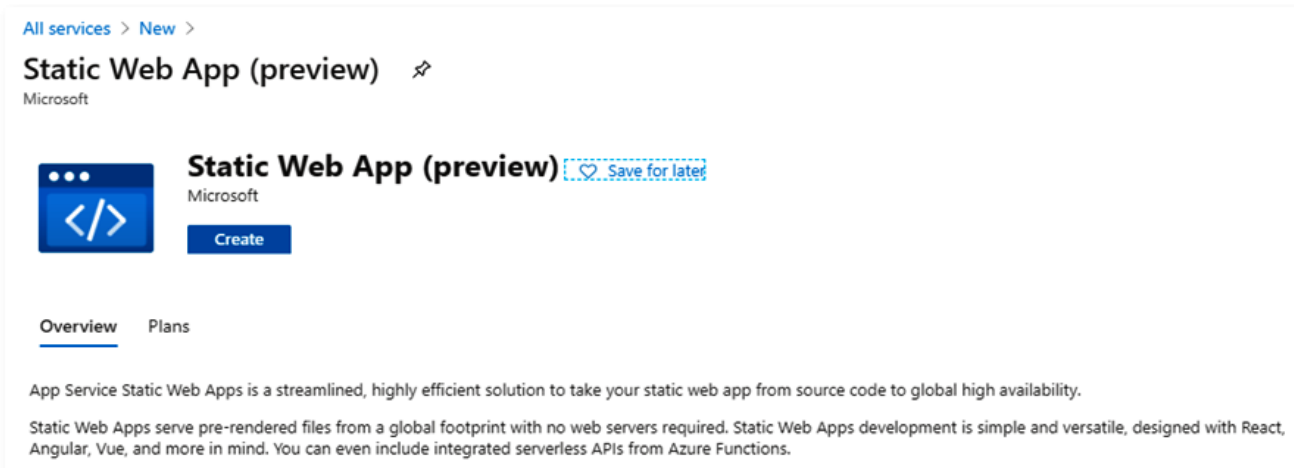 All services > New >
Static Web App (preview)
Microsoft
Static Web App (preview) Save for later
Microsoft
</>
Create
Overview Plans
App Service Static Web Apps is a streamlined, highly efficient solution to take your static web app from source code to global high availability.
Static Web Apps serve pre-rendered files from a global footprint with no web servers required. Static Web Apps development is simple and versatile, designed with React,
Angular, Vue, and more in mind. You can even include integrated serverless APIs from Azure Functions.